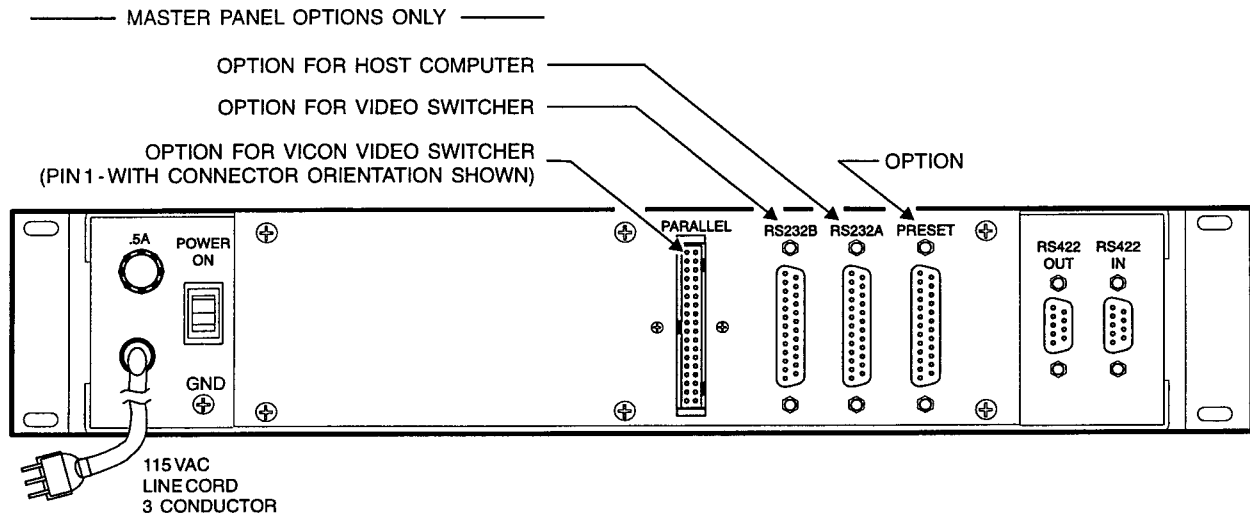 MASTER PANEL OPTIONS ONLY
OPTION FOR HOST COMPUTER
OPTION FOR VIDEO SWITCHER
OPTION FOR VICON VIDEO SWITCHER
(PIN 1 - WITH CONNECTOR ORIENTATION SHOWN)
OPTION
.5A
POWER
ON
PARALLEL
RS232B
RS232A
PRESET
RS422
OUT
RS422
IN
GND
115 VAC
LINE CORD
3 CONDUCTOR